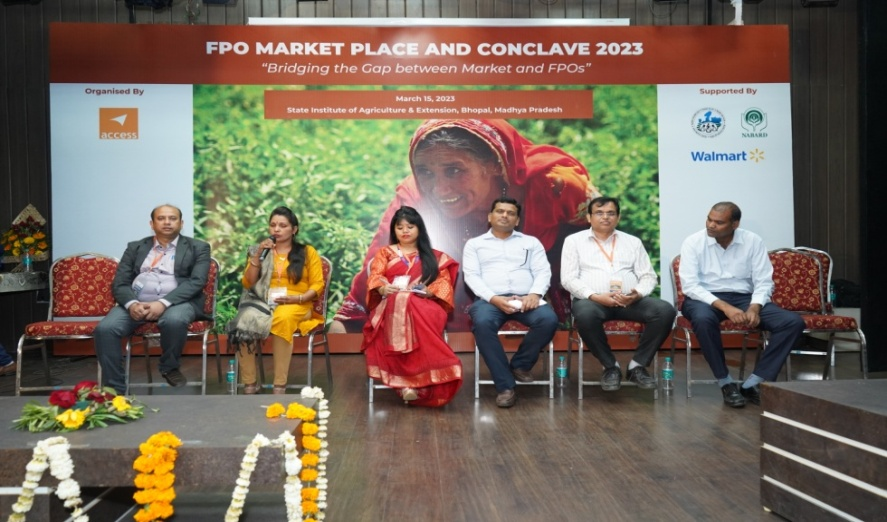 FPO MARKET PLACE AND CONCLAVE 2023
“Bridging the Gap between Market and FPOs”
Organised By
March 15, 2023
State Institute of Agriculture & Extension, Bhopal, Madhya Pradesh
Supported By
access
NABARD
Walmart